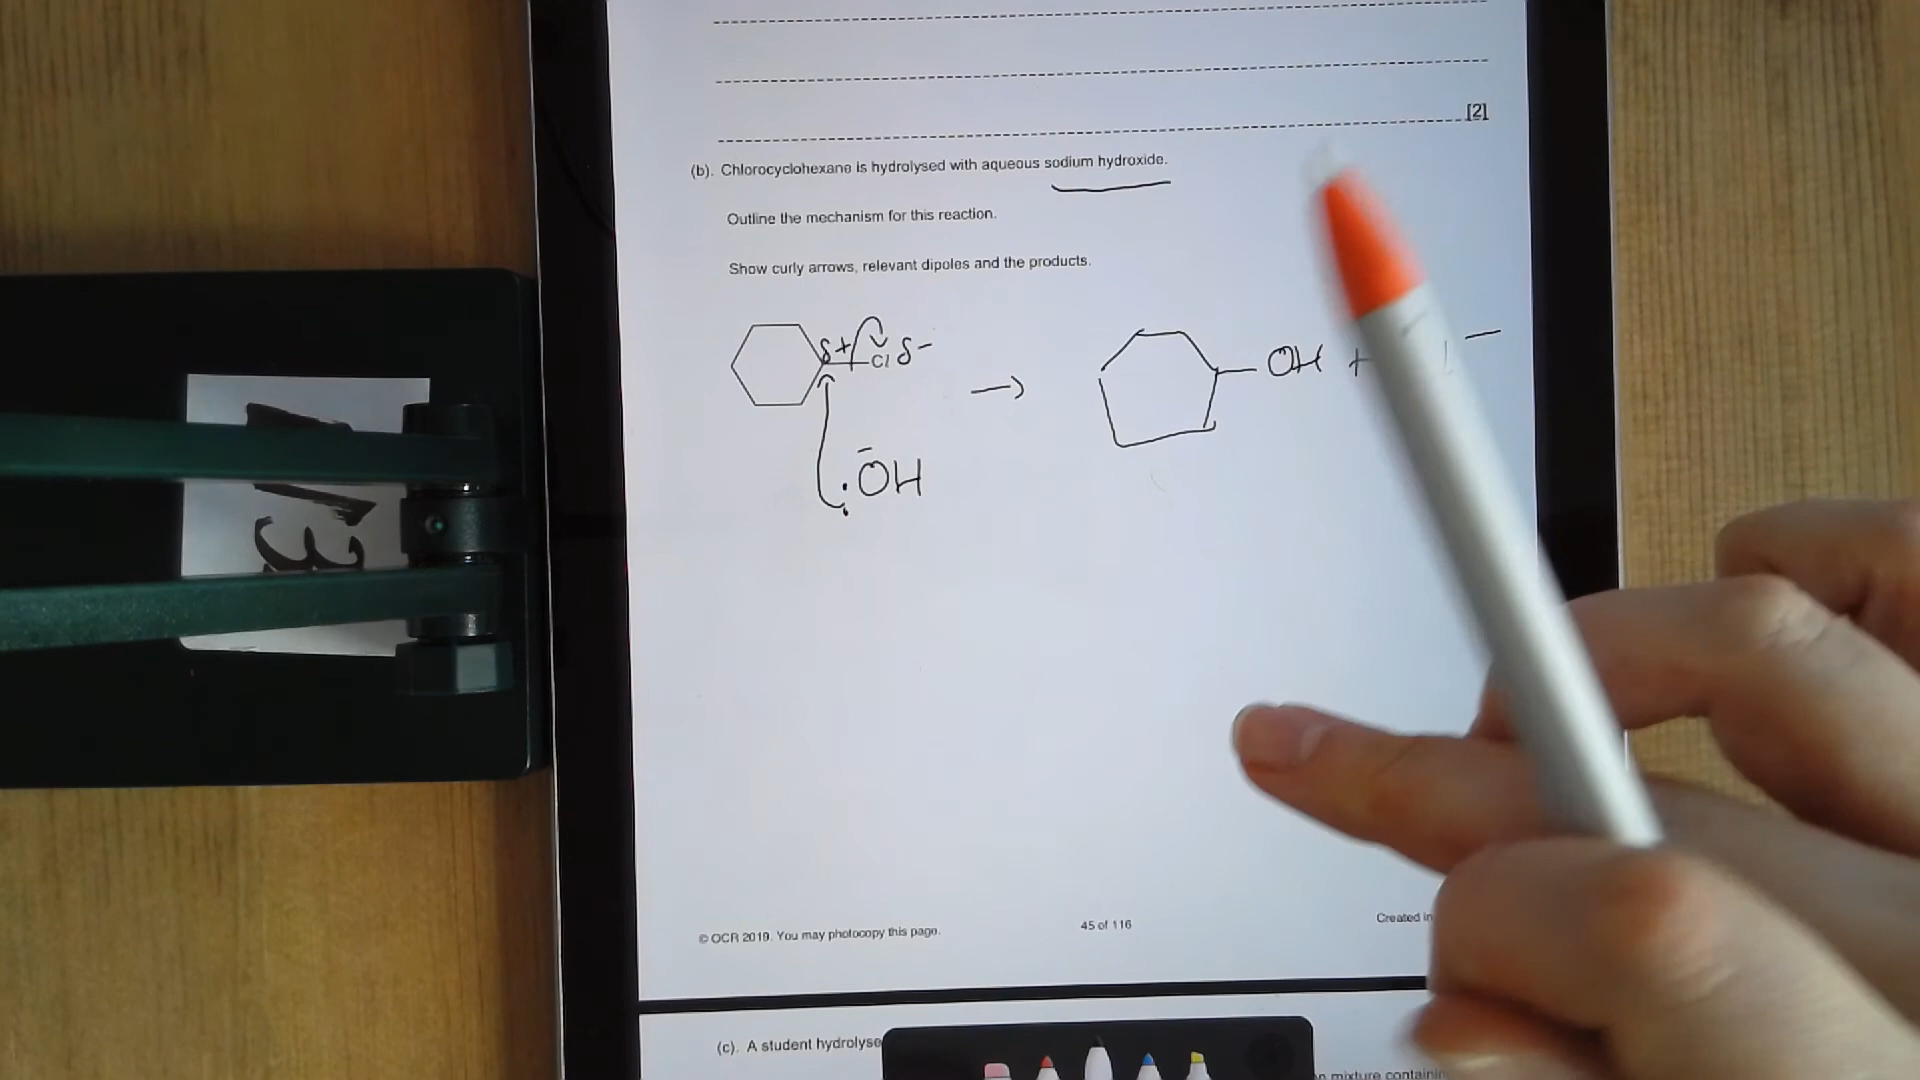 [2]
(b). Chlorocyclohexane is hydrolysed with aqueous sodium hydroxide.
Outline the mechanism for this reaction.
Show curly arrows, relevant dipoles and the products.
δ+ Cl δ-
OH +
-
:ŌH
© OCR 2019. You may photocopy this page.
45 of 116
Created in
(c). A student hydrolyse
mixture containing